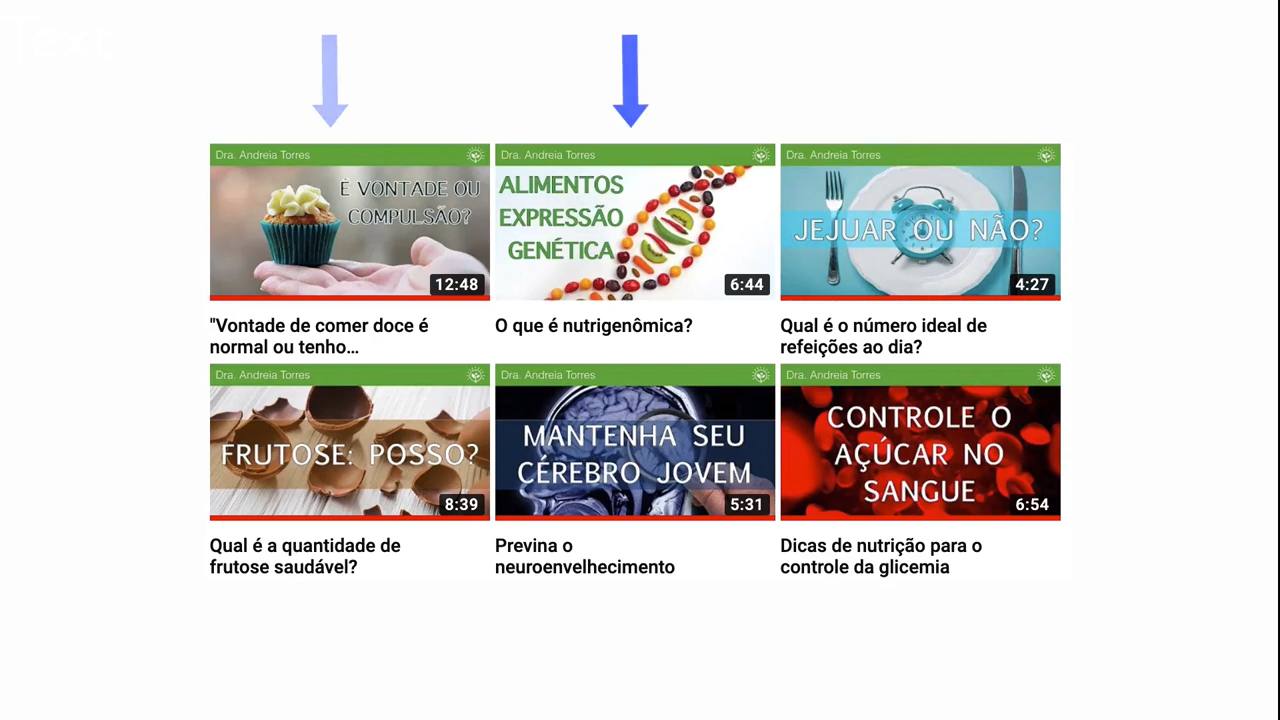 Text
Dra. Andreia Torres
É VONTADE OU
COMPULSÃO?
12:48
"Vontade de comer doce é
normal ou tenho...
Dra. Andreia Torres
ALIMENTOS
EXPRESSÃO
GENÉTICA
6:44
O que é nutrigenômica?
Dra. Andreia Torres
JEJUAR OU NÃO?
4:27
Qual é o número ideal de
refeições ao dia?
Dra. Andreia Torres
FRUTOSE: POSSO?
8:39
Qual é a quantidade de
frutose saudável?
Dra. Andreia Torres
MANTENHA SEU
CÉREBRO JOVEM
5:31
Previna o
neuroenvelhecimento
Dra. Andreia Torres
CONTROLE O
AÇÚCAR NO
SANGUE
6:54
Dicas de nutrição para o
controle da glicemia